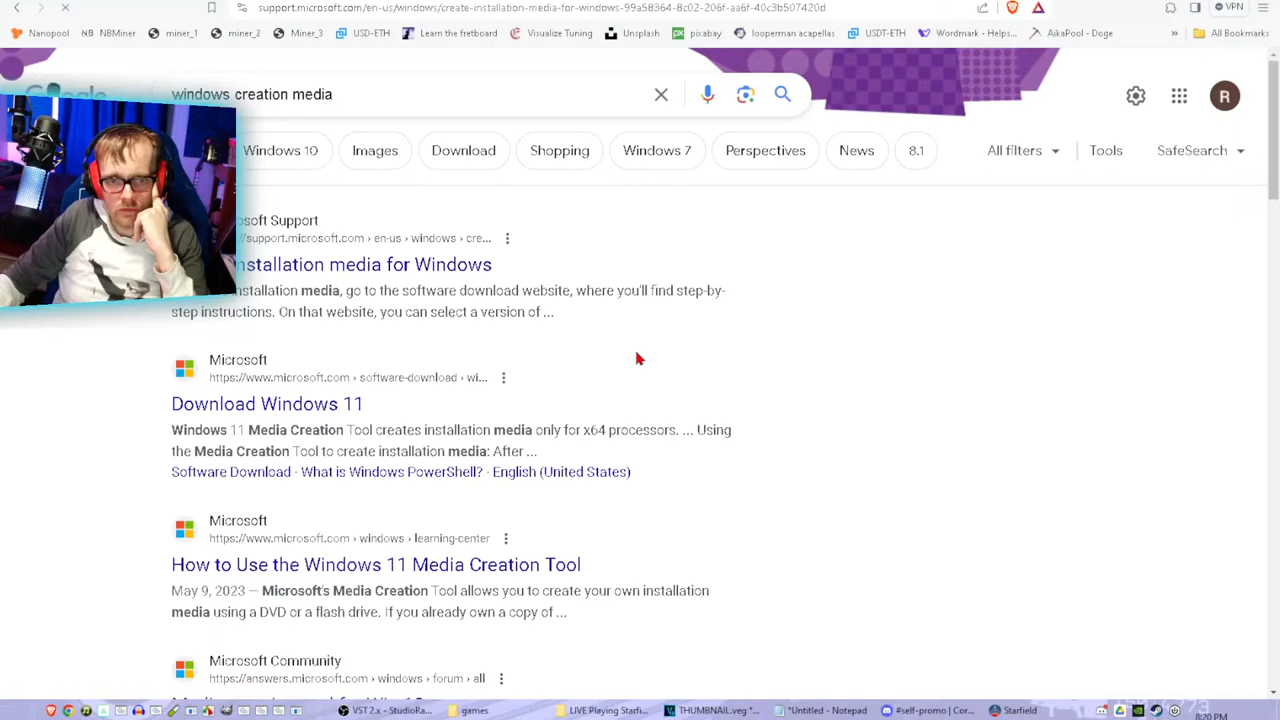 support.microsoft.com/en-us/windows/create-installation-media-for-windows-99a58364-8c02-206f-aa6f-40c3b507420d
VPN
Nanopool
NB NBMiner
miner_1
miner_2
Miner_3
USD-ETH
Learn the fretboard
Visualize Tuning
Unsplash
px pixabay
looperman acapellas
USDT-ETH
Wordmark - Helps...
AikaPool - Doge
»
All Bookmarks
windows creation media
R
Windows 10
Images
Download
Shopping
Windows 7
Perspectives
News
8.1
All filters
Tools
SafeSearch
soft Support
//support.microsoft.com › en-us › windows › cre...
nstallation media for Windows
nstallation media, go to the software download website, where you'll find step-by-
step instructions. On that website, you can select a version of ...
Microsoft
https://www.microsoft.com › software-download › wi...
Download Windows 11
Windows 11 Media Creation Tool creates installation media only for x64 processors. ... Using
the Media Creation Tool to create installation media: After ...
Software Download · What is Windows PowerShell? · English (United States)
Microsoft
https://www.microsoft.com › windows › learning-center
How to Use the Windows 11 Media Creation Tool
May 9, 2023 — Microsoft's Media Creation Tool allows you to create your own installation
media using a DVD or a flash drive. If you already own a copy of ...
Microsoft Community
https://answers.microsoft.com › windows › forum › all
VST 2.x - StudioRa...
games
LIVE Playing Starfi...
THUMBNAIL.veg *...
*Untitled - Notepad
#self-promo | Cor...
Starfield
8:20 PM